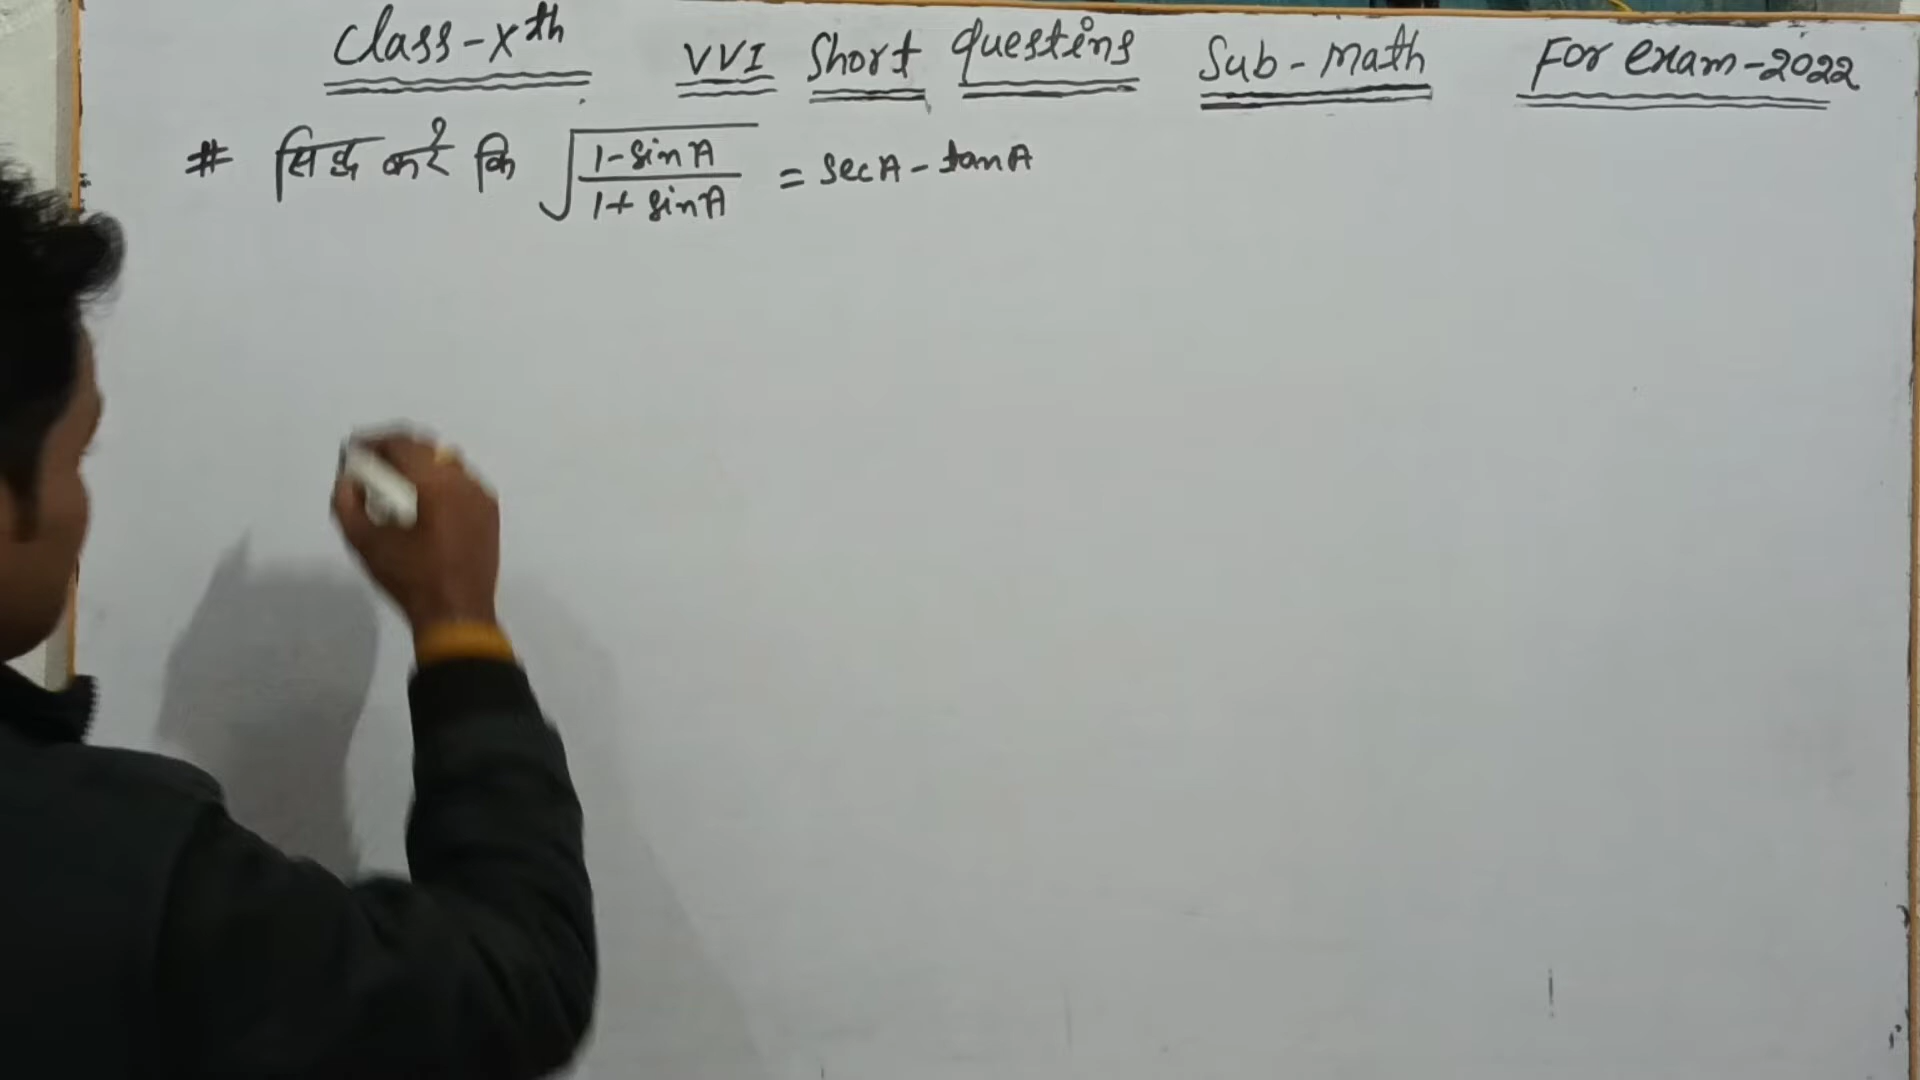 Class-Xth VVI Short Questins Sub-Math For exam-2022
# सिद्ध करें कि √(1-sinA / 1+sinA) = secA - tanA